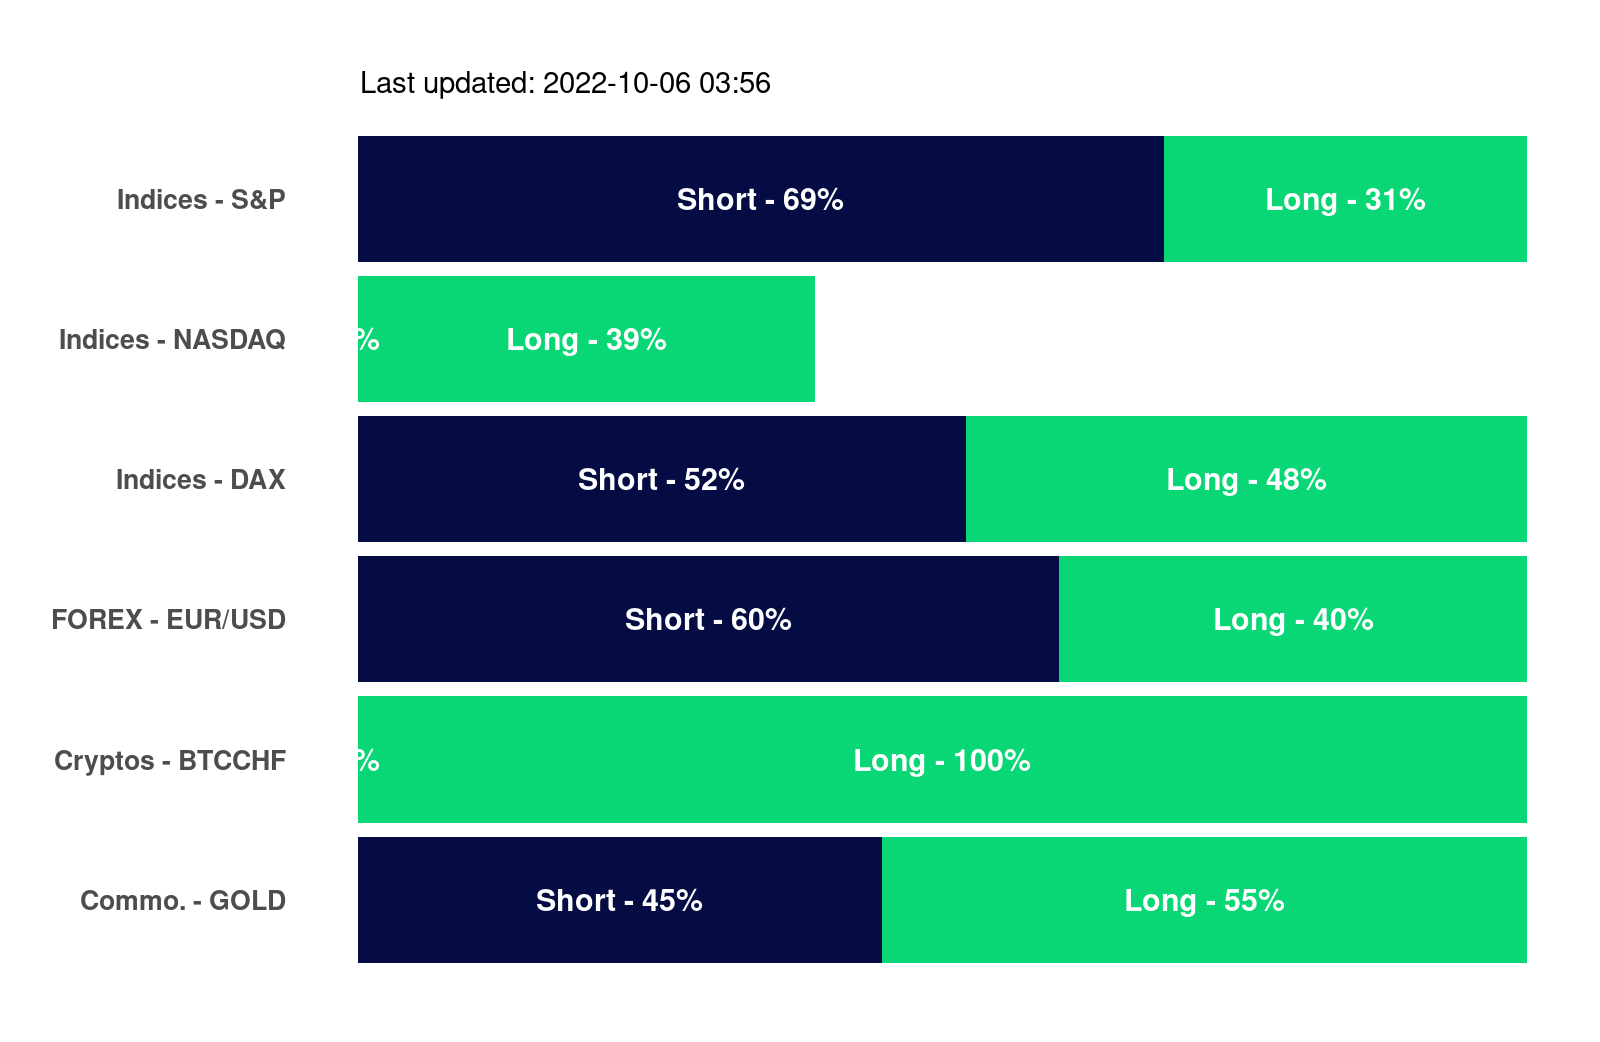 Last updated: 2022-10-06 03:56
Indices - S&P Short - 69% Long - 31%
Indices - NASDAQ % Long - 39%
Indices - DAX Short - 52% Long - 48%
FOREX - EUR/USD Short - 60% Long - 40%
Cryptos - BTCCHF % Long - 100%
Commo. - GOLD Short - 45% Long - 55%